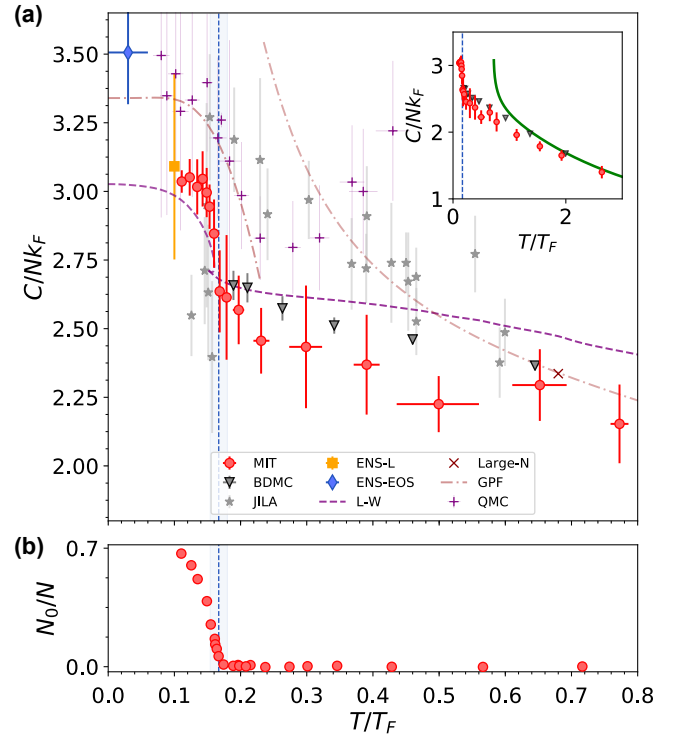 (a)
3.50
3.25
3.00
2.75
2.50
2.25
2.00
C/Nk_F
3
2
1
C/Nk_F
0
2
T/T_F
MIT
BDMC
JILA
ENS-L
ENS-EOS
L-W
Large-N
GPF
QMC
(b)
0.7
0.0
N_0/N
0.0 0.1 0.2 0.3 0.4 0.5 0.6 0.7 0.8
T/T_F